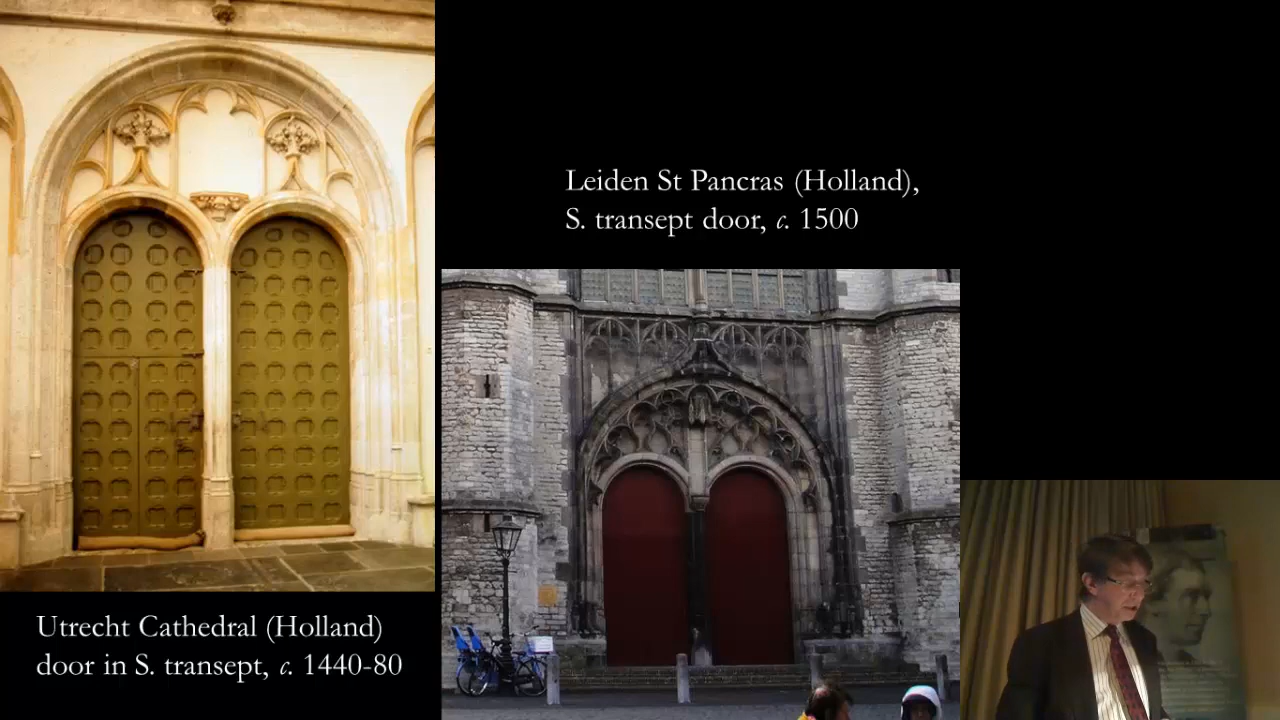 Leiden St Pancras (Holland),
S. transept door, c. 1500
Utrecht Cathedral (Holland)
door in S. transept, c. 1440-80